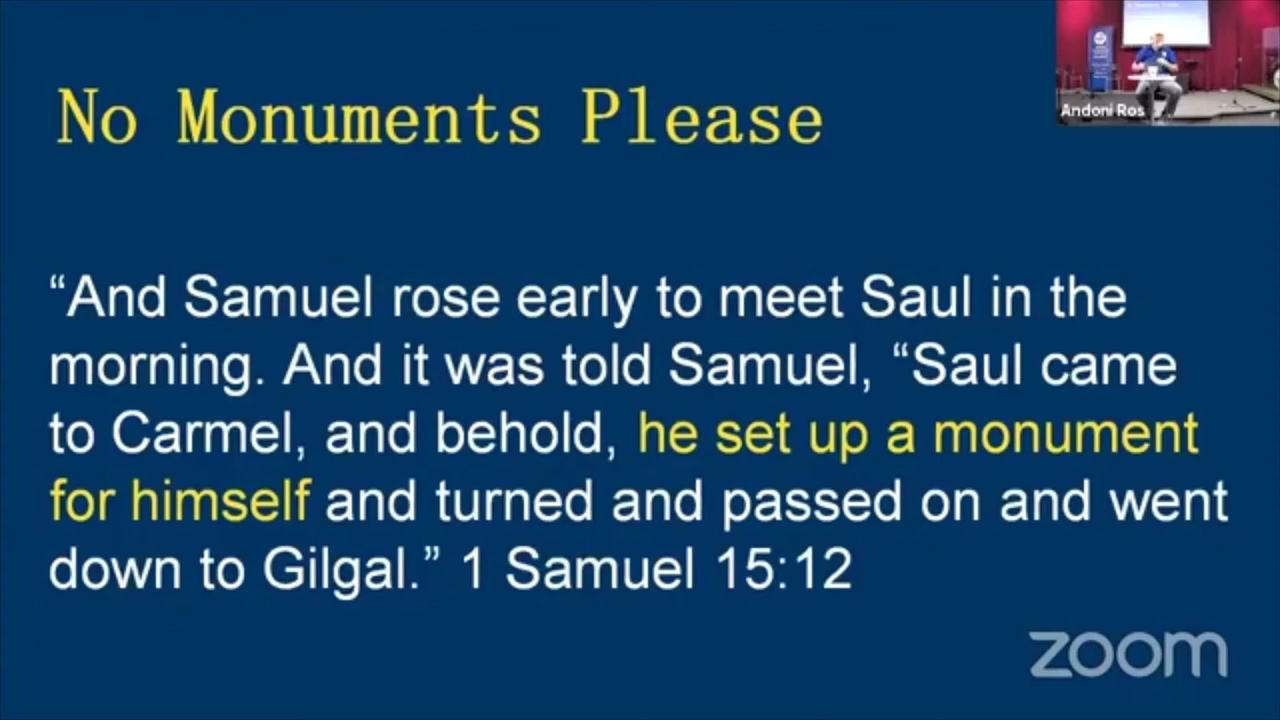 No Monuments Please
“And Samuel rose early to meet Saul in the
morning. And it was told Samuel, “Saul came
to Carmel, and behold, he set up a monument
for himself and turned and passed on and went
down to Gilgal.” 1 Samuel 15:12
Andoni Ros
zoom